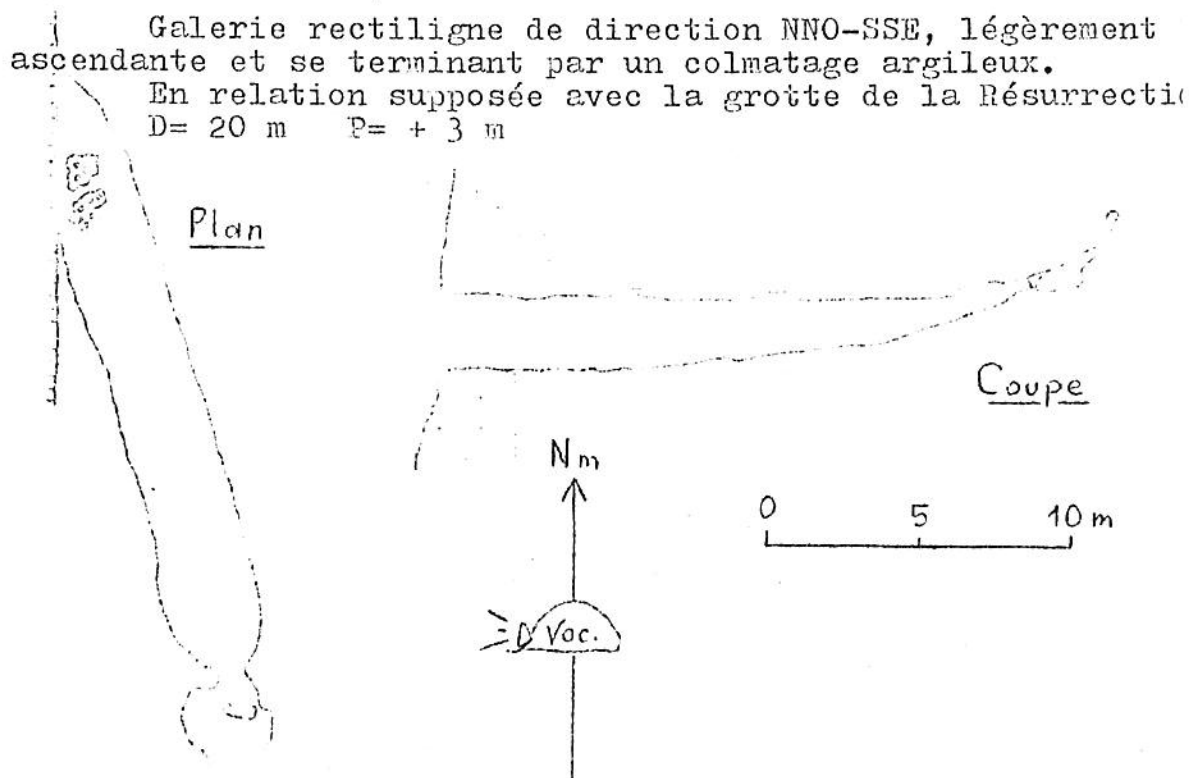 Galerie rectiligne de direction NNO-SSE, légèrement
ascendante et se terminant par un colmatage argileux.
En relation supposée avec la grotte de la Résurrecti
D= 20 m P= + 3 m
Plan
Coupe
Nm
0 5 10 m
Voc.